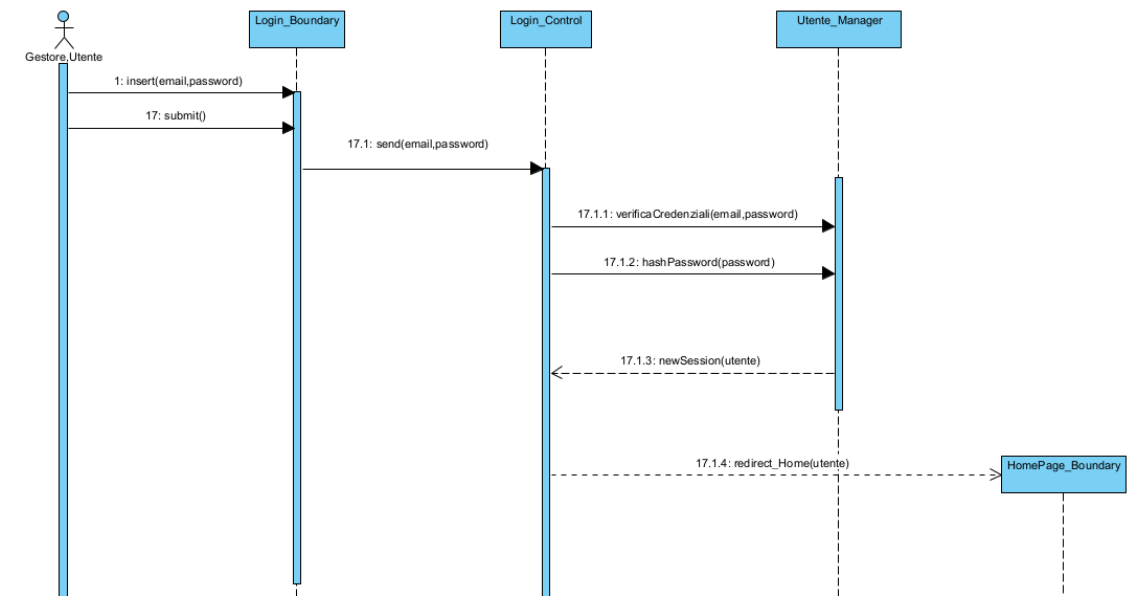 Login_Boundary
Login_Control
Utente_Manager
Gestore,Utente
1: insert(email,password)
17: submit()
17.1: send(email,password)
17.1.1: verificaCredenziali(email,password)
17.1.2: hashPassword(password)
17.1.3: newSession(utente)
17.1.4: redirect_Home(utente)
HomePage_Boundary